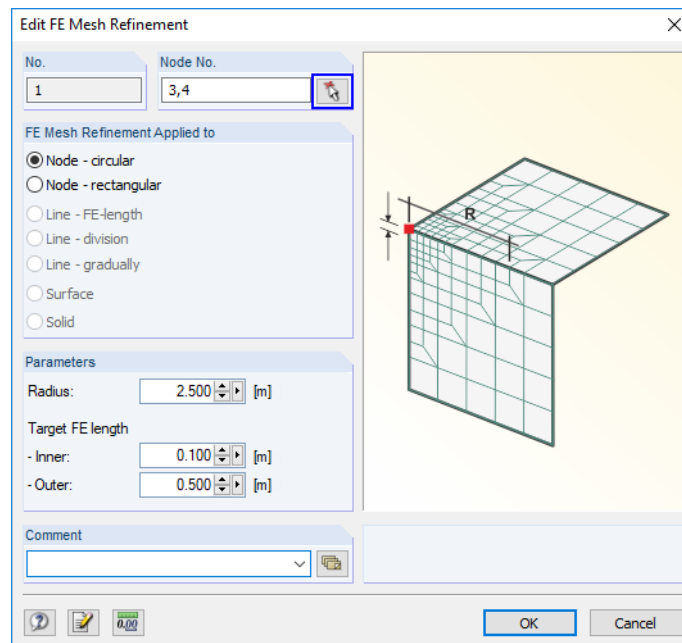 Edit FE Mesh Refinement
No.
Node No.
1
3,4
FE Mesh Refinement Applied to
Node - circular
Node - rectangular
Line - FE-length
Line - division
Line - gradually
Surface
Solid
R
Parameters
Radius: 2.500 [m]
Target FE length
- Inner: 0.100 [m]
- Outer: 0.500 [m]
Comment
0.00
OK
Cancel